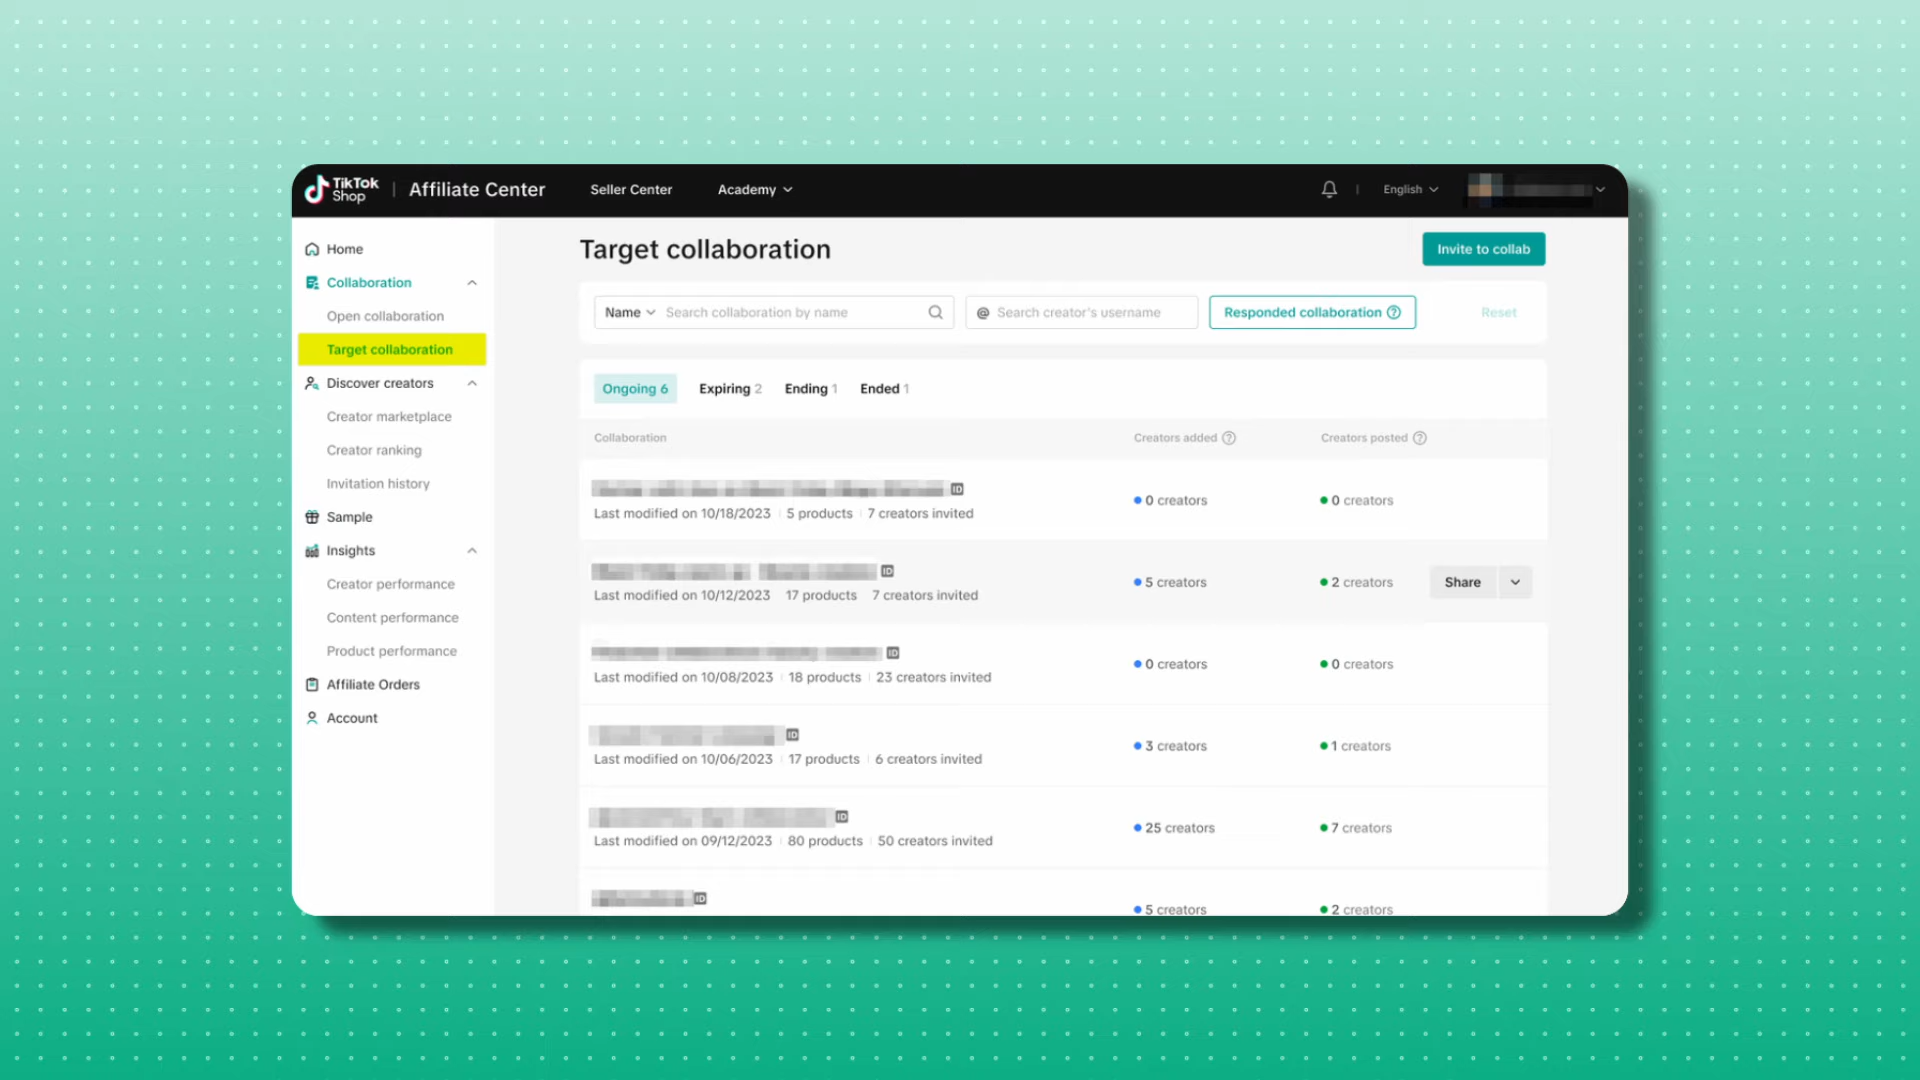 TikTok Shop | Affiliate Center Seller Center Academy English
Home
Collaboration
Open collaboration
Target collaboration
Discover creators
Creator marketplace
Creator ranking
Invitation history
Sample
Insights
Creator performance
Content performance
Product performance
Affiliate Orders
Account
Target collaboration Invite to collab
Name Search collaboration by name @ Search creator's username Responded collaboration Reset
Ongoing 6 Expiring 2 Ending 1 Ended 1
Collaboration Creators added Creators posted
ID
Last modified on 10/18/2023 5 products 7 creators invited 0 creators 0 creators
ID
Last modified on 10/12/2023 17 products 7 creators invited 5 creators 2 creators Share
ID
Last modified on 10/08/2023 18 products 23 creators invited 0 creators 0 creators
ID
Last modified on 10/06/2023 17 products 6 creators invited 3 creators 1 creators
ID
Last modified on 09/12/2023 80 products 50 creators invited 25 creators 7 creators
ID
5 creators 2 creators